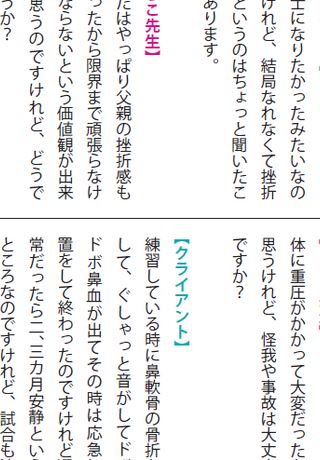 士になりたかったみたいなの
けれど、結局なれなくて挫折
というのはちょっと聞いたこ
あります。
こ先生】
だはやっぱり父親の挫折感も
ったから限界まで頑張らなけ
ならないという価値観が出来
思うのですけれど、どうで
うか？
体に重圧がかかって大変だった
思うけれど、怪我や事故は大丈
ですか？
【クライアント】
練習している時に鼻軟骨の骨折
して、ぐしゃっと音がしてド
ドボ鼻血が出てその時は応急
置をして終わったのですけれど
常だったら二、三カ月安静とい
ところなのですけれど、試合も